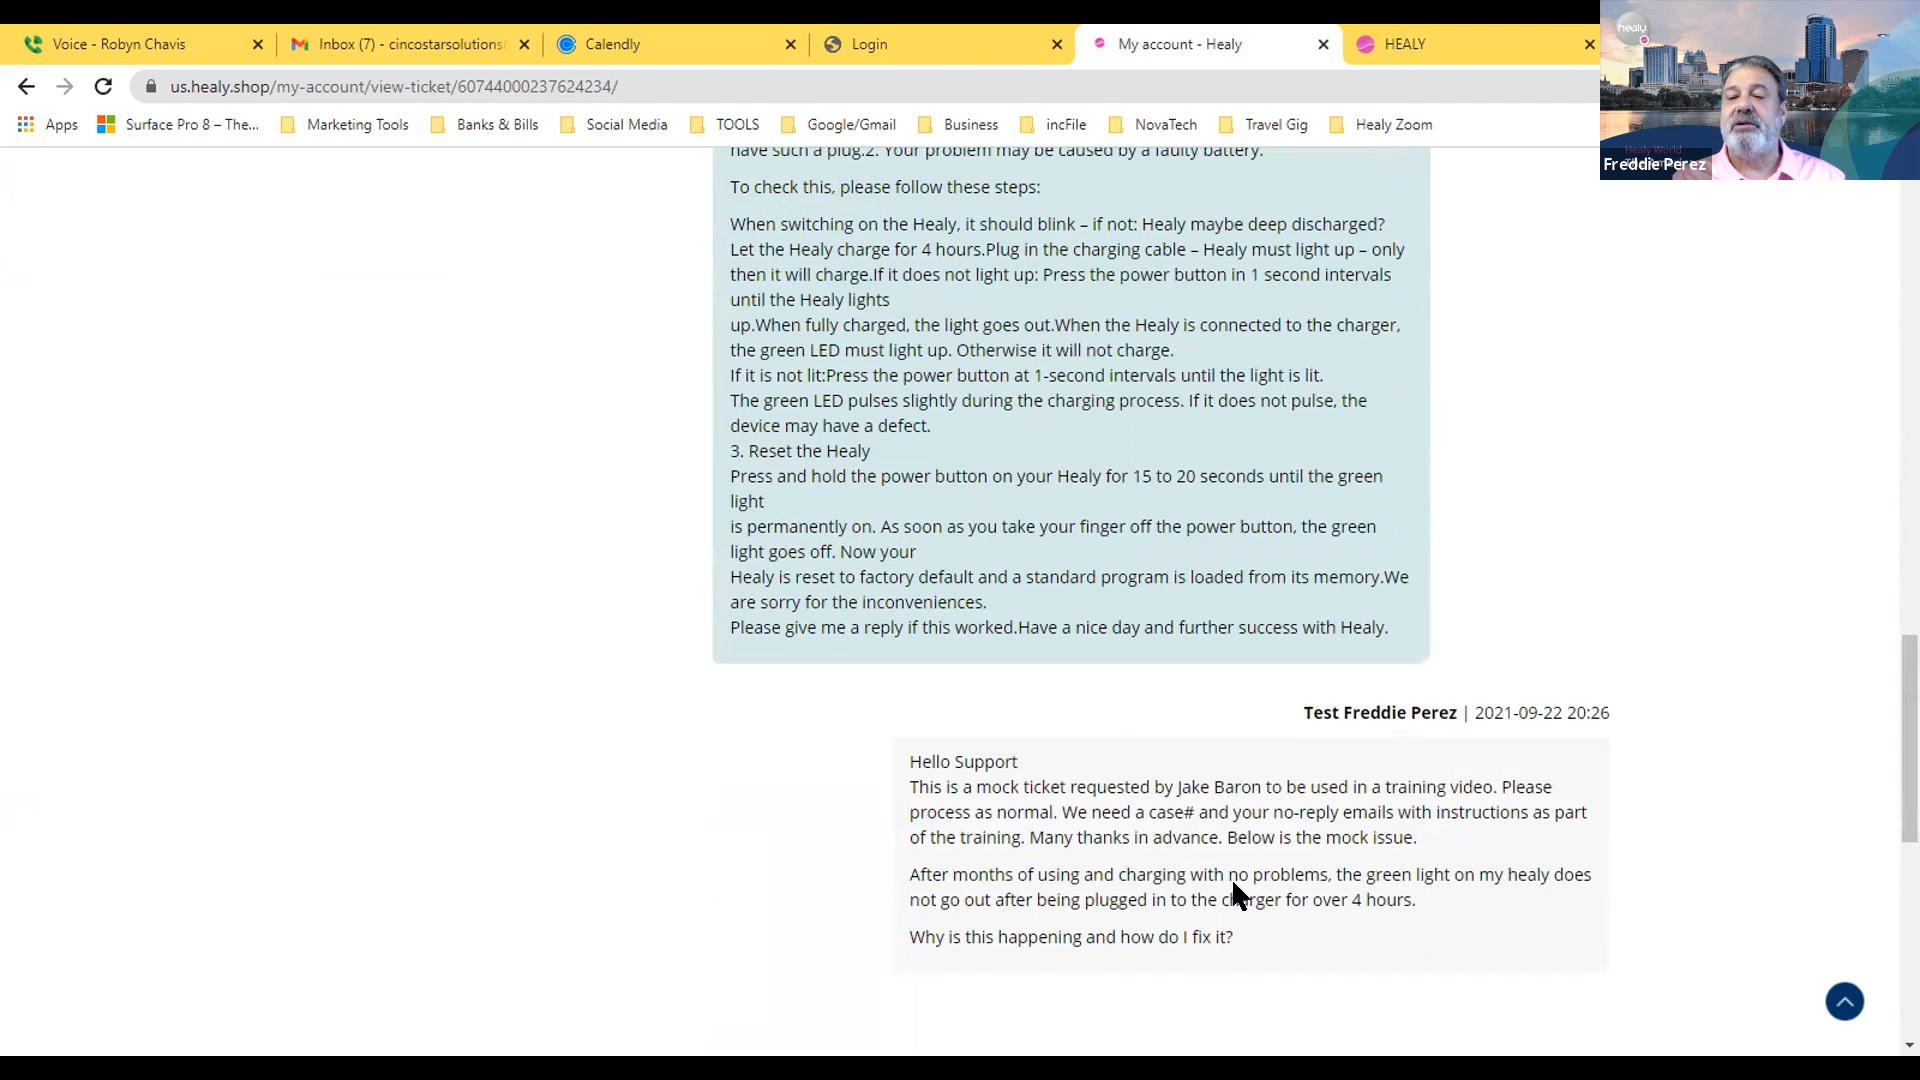 Voice - Robyn Chavis
Inbox (7) - cincostarsolutions
Calendly
Login
My account - Healy
HEALY
us.healy.shop/my-account/view-ticket/60744000237624234/
Apps
Surface Pro 8 – The...
Marketing Tools
Banks & Bills
Social Media
TOOLS
Google/Gmail
Business
incFile
NovaTech
Travel Gig
Healy Zoom
healy
Healy World
Freddie Perez
have such a plug.2. Your problem may be caused by a faulty battery.
To check this, please follow these steps:
When switching on the Healy, it should blink – if not: Healy maybe deep discharged?
Let the Healy charge for 4 hours.Plug in the charging cable – Healy must light up – only
then it will charge.If it does not light up: Press the power button in 1 second intervals
until the Healy lights
up.When fully charged, the light goes out.When the Healy is connected to the charger,
the green LED must light up. Otherwise it will not charge.
If it is not lit:Press the power button at 1-second intervals until the light is lit.
The green LED pulses slightly during the charging process. If it does not pulse, the
device may have a defect.
3. Reset the Healy
Press and hold the power button on your Healy for 15 to 20 seconds until the green
light
is permanently on. As soon as you take your finger off the power button, the green
light goes off. Now your
Healy is reset to factory default and a standard program is loaded from its memory.We
are sorry for the inconveniences.
Please give me a reply if this worked.Have a nice day and further success with Healy.
Test Freddie Perez | 2021-09-22 20:26
Hello Support
This is a mock ticket requested by Jake Baron to be used in a training video. Please
process as normal. We need a case# and your no-reply emails with instructions as part
of the training. Many thanks in advance. Below is the mock issue.
After months of using and charging with no problems, the green light on my healy does
not go out after being plugged in to the charger for over 4 hours.
Why is this happening and how do I fix it?